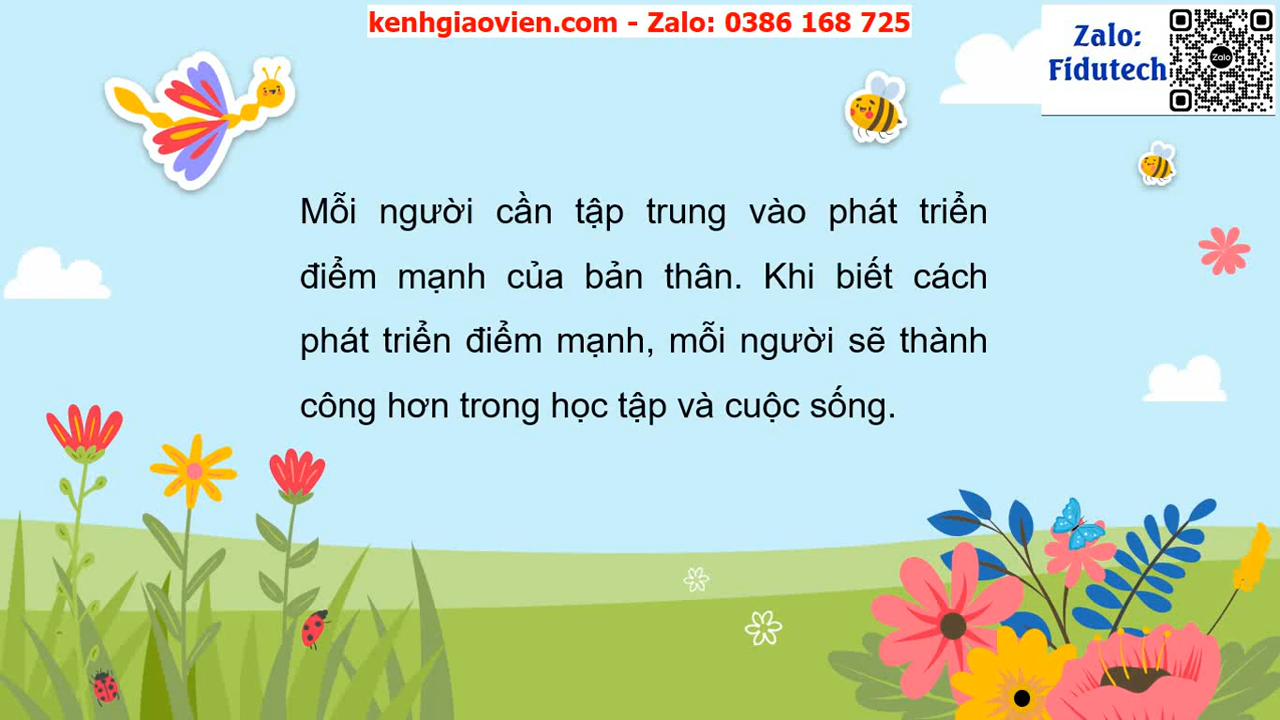 kenhgiaovien.com - Zalo: 0386 168 725
Zalo:
Fidutech
Zalo
Mỗi người cần tập trung vào phát triển
điểm mạnh của bản thân. Khi biết cách
phát triển điểm mạnh, mỗi người sẽ thành
công hơn trong học tập và cuộc sống.